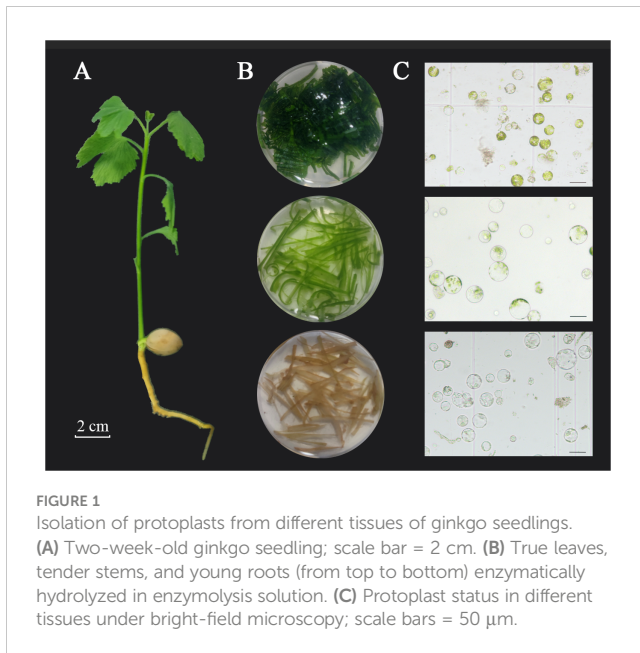 A
B
C
2 cm
FIGURE 1
Isolation of protoplasts from different tissues of ginkgo seedlings.
(A) Two-week-old ginkgo seedling; scale bar = 2 cm. (B) True leaves,
tender stems, and young roots (from top to bottom) enzymatically
hydrolyzed in enzymolysis solution. (C) Protoplast status in different
tissues under bright-field microscopy; scale bars = 50 μm.